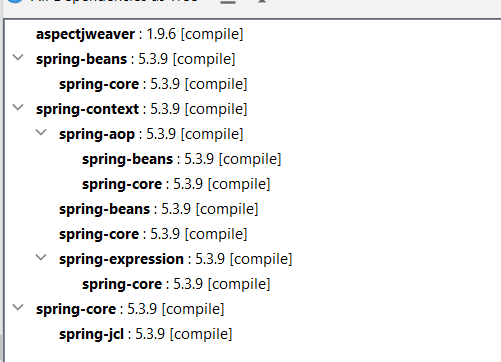 aspectjweaver : 1.9.6 [compile]
spring-beans : 5.3.9 [compile]
spring-core : 5.3.9 [compile]
spring-context : 5.3.9 [compile]
spring-aop : 5.3.9 [compile]
spring-beans : 5.3.9 [compile]
spring-core : 5.3.9 [compile]
spring-beans : 5.3.9 [compile]
spring-core : 5.3.9 [compile]
spring-expression : 5.3.9 [compile]
spring-core : 5.3.9 [compile]
spring-core : 5.3.9 [compile]
spring-jcl : 5.3.9 [compile]